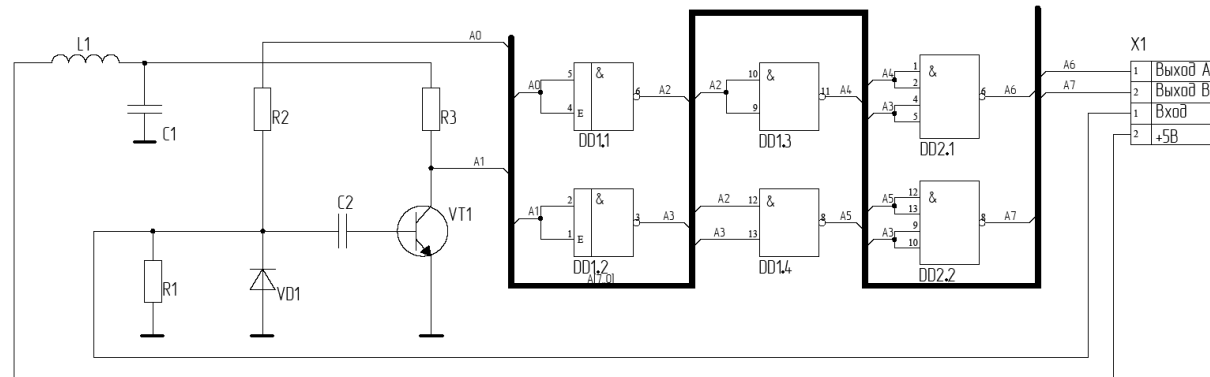 L1
C1
R2
R3
A0
A1
R1
VD1
C2
VT1
A0
5
4
&
E
6
A2
DD1.1
A1
2
1
&
E
3
A3
DD1.2
A[7..0]
A2
10
9
&
11
A4
DD1.3
A2
A3
12
13
&
8
A5
DD1.4
A4
A3
1
2
4
5
&
6
A6
DD2.1
A5
A3
12
13
9
10
&
8
A7
DD2.2
X1
A6 1 Выход A
A7 2 Выход B
1 Вход
2 +5В